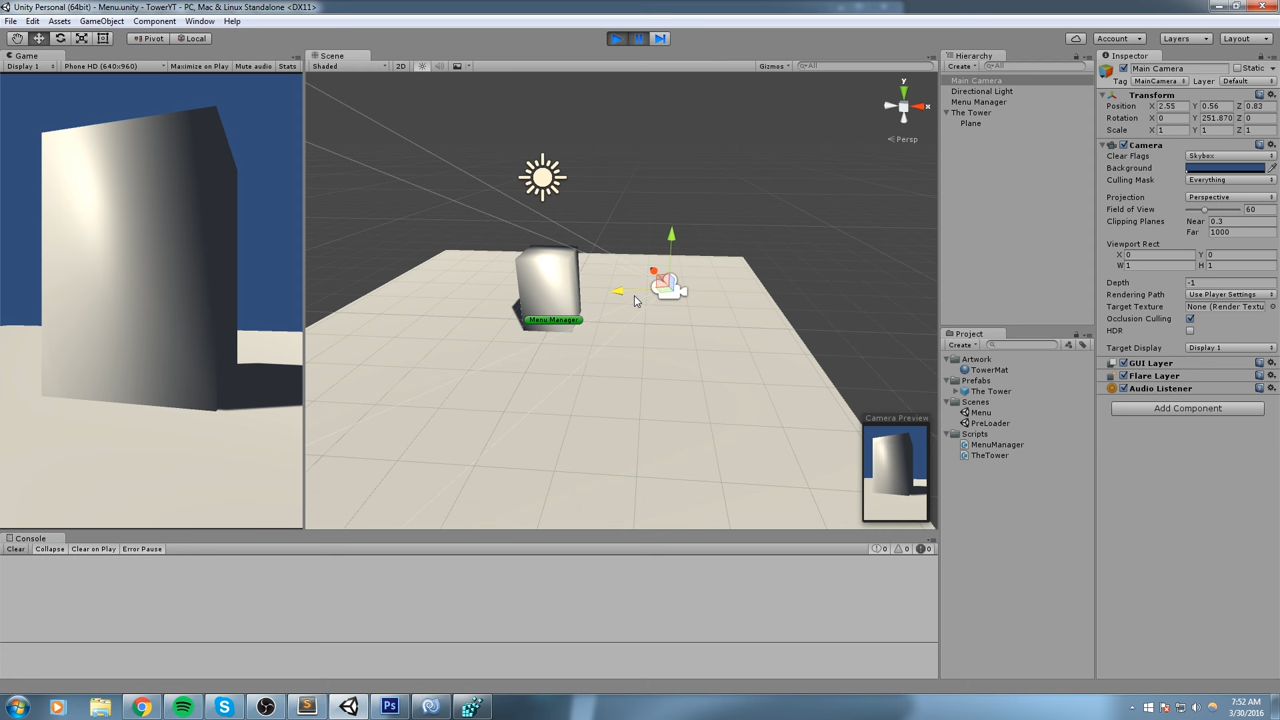 Unity Personal (64bit) - Menu.unity - TowerYT - PC, Mac & Linux Standalone <DX11>
File Edit Assets GameObject Component Window Help
Pivot Local Account Layers Layout
Game
Display 1 Phone HD (640x960) Maximize on Play Mute audio Stats
Scene
Shaded 2D Gizmos All
y
x
Persp
Menu Manager
Camera Preview
Hierarchy
Create All
Main Camera
Directional Light
Menu Manager
The Tower
Plane
Project
Create
Artwork
TowerMat
Prefabs
The Tower
Scenes
Menu
PreLoader
Scripts
MenuManager
TheTower
Inspector
Main Camera Static
Tag MainCamera Layer Default
Transform
Position X 2.55 Y 0.56 Z 0.83
Rotation X 0 Y 251.870 Z 0
Scale X 1 Y 1 Z 1
Camera
Clear Flags Skybox
Background
Culling Mask Everything
Projection Perspective
Field of View 60
Clipping Planes Near 0.3
Far 1000
Viewport Rect
X 0 Y 0
W 1 H 1
Depth -1
Rendering Path Use Player Settings
Target Texture None (Render Textu
Occlusion Culling
HDR
Target Display Display 1
GUI Layer
Flare Layer
Audio Listener
Add Component
Console
Clear Collapse Clear on Play Error Pause 0 0 0
Ps
7:52 AM
3/30/2016